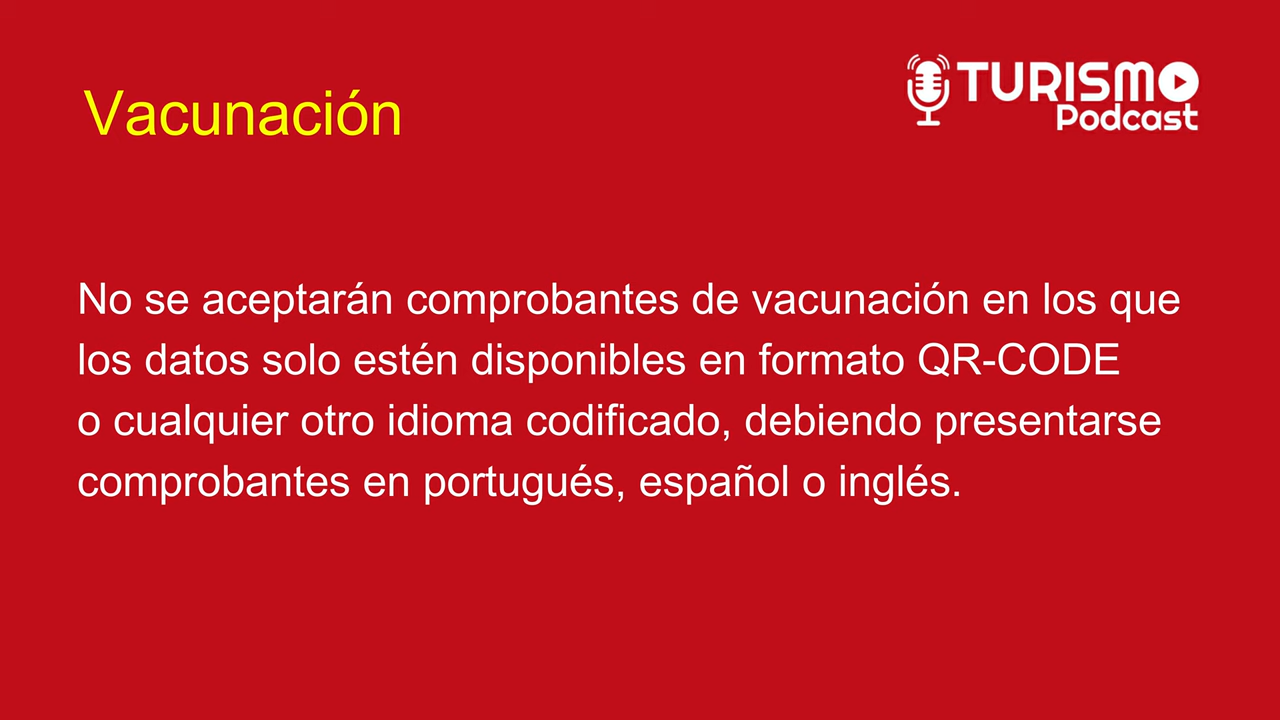 TURISMO
Podcast
Vacunación
No se aceptarán comprobantes de vacunación en los que
los datos solo estén disponibles en formato QR-CODE
o cualquier otro idioma codificado, debiendo presentarse
comprobantes en portugués, español o inglés.